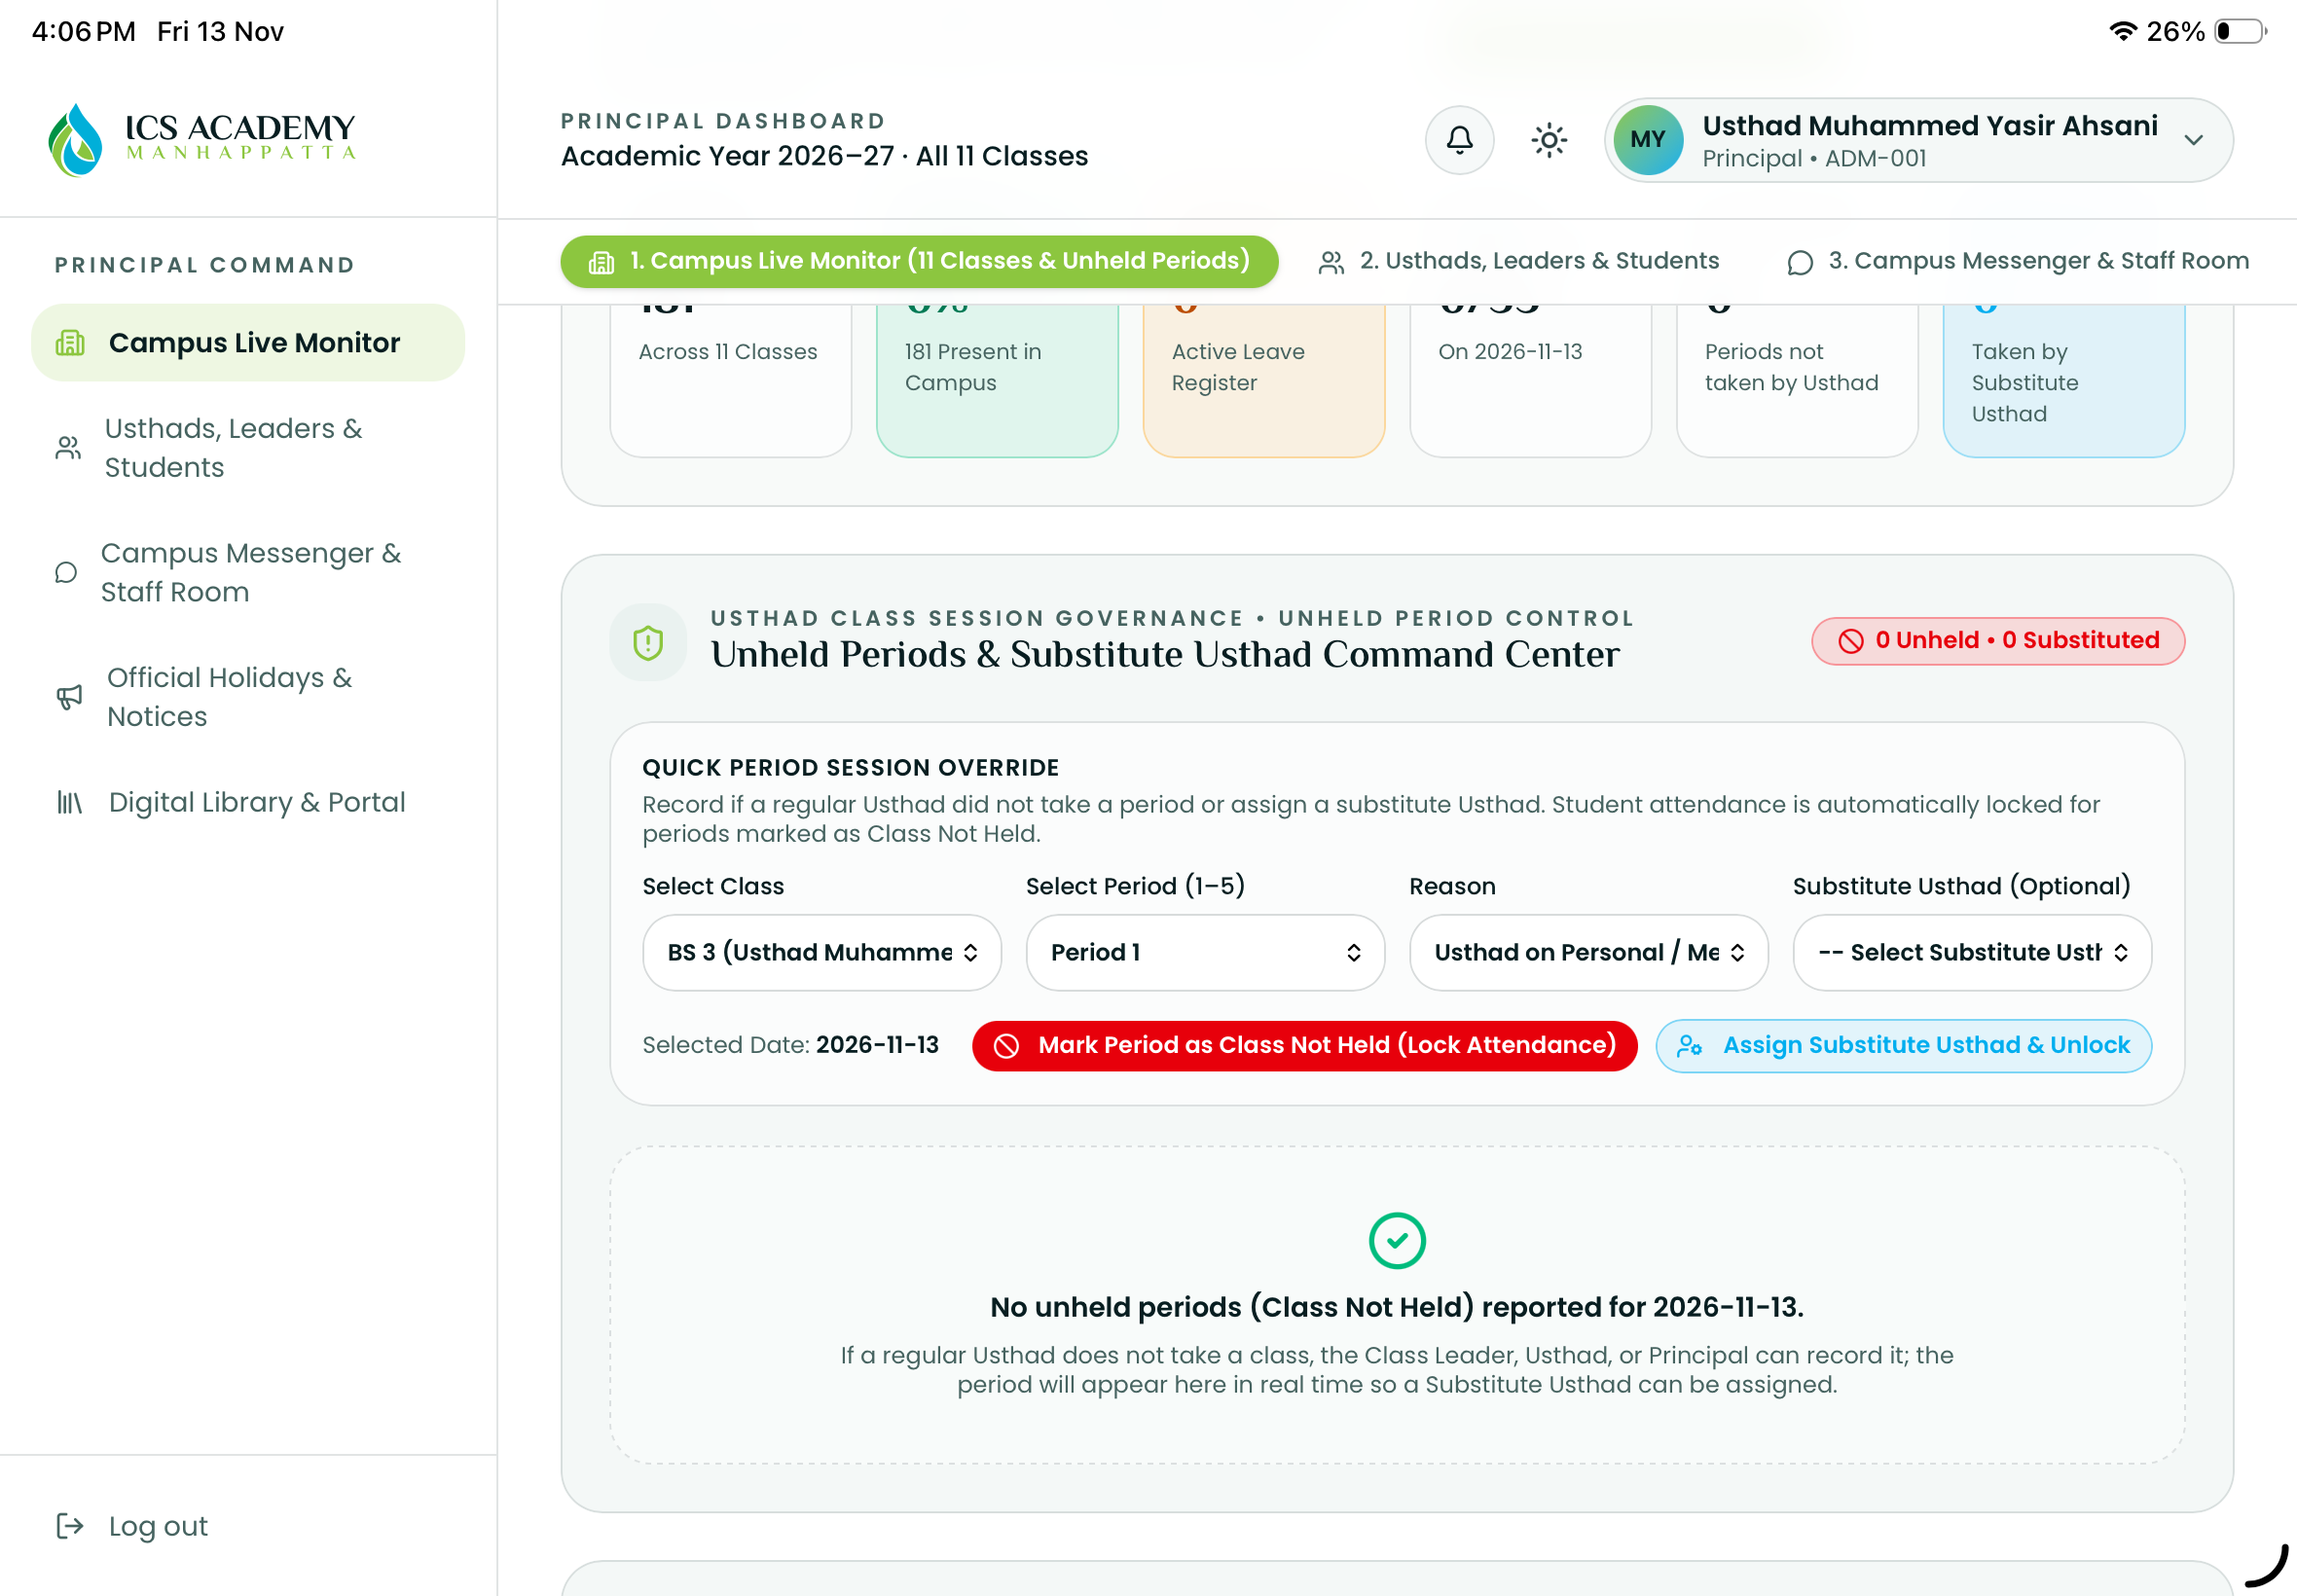 4:06 PM Fri 13 Nov
26%
ICS ACADEMY
MANHAPPATTA
PRINCIPAL COMMAND
Campus Live Monitor
Usthads, Leaders &
Students
Campus Messenger &
Staff Room
Official Holidays &
Notices
Digital Library & Portal
Log out
PRINCIPAL DASHBOARD
Academic Year 2026–27 · All 11 Classes
MY
Usthad Muhammed Yasir Ahsani
Principal • ADM-001
1. Campus Live Monitor (11 Classes & Unheld Periods)
2. Usthads, Leaders & Students
3. Campus Messenger & Staff Room
Across 11 Classes
181 Present in
Campus
Active Leave
Register
On 2026-11-13
Periods not
taken by Usthad
Taken by
Substitute
Usthad
USTHAD CLASS SESSION GOVERNANCE • UNHELD PERIOD CONTROL
Unheld Periods & Substitute Usthad Command Center
0 Unheld • 0 Substituted
QUICK PERIOD SESSION OVERRIDE
Record if a regular Usthad did not take a period or assign a substitute Usthad. Student attendance is automatically locked for
periods marked as Class Not Held.
Select Class
Select Period (1–5)
Reason
Substitute Usthad (Optional)
BS 3 (Usthad Muhamme
Period 1
Usthad on Personal / Me
-- Select Substitute Usth
Selected Date: 2026-11-13
Mark Period as Class Not Held (Lock Attendance)
Assign Substitute Usthad & Unlock
No unheld periods (Class Not Held) reported for 2026-11-13.
If a regular Usthad does not take a class, the Class Leader, Usthad, or Principal can record it; the
period will appear here in real time so a Substitute Usthad can be assigned.